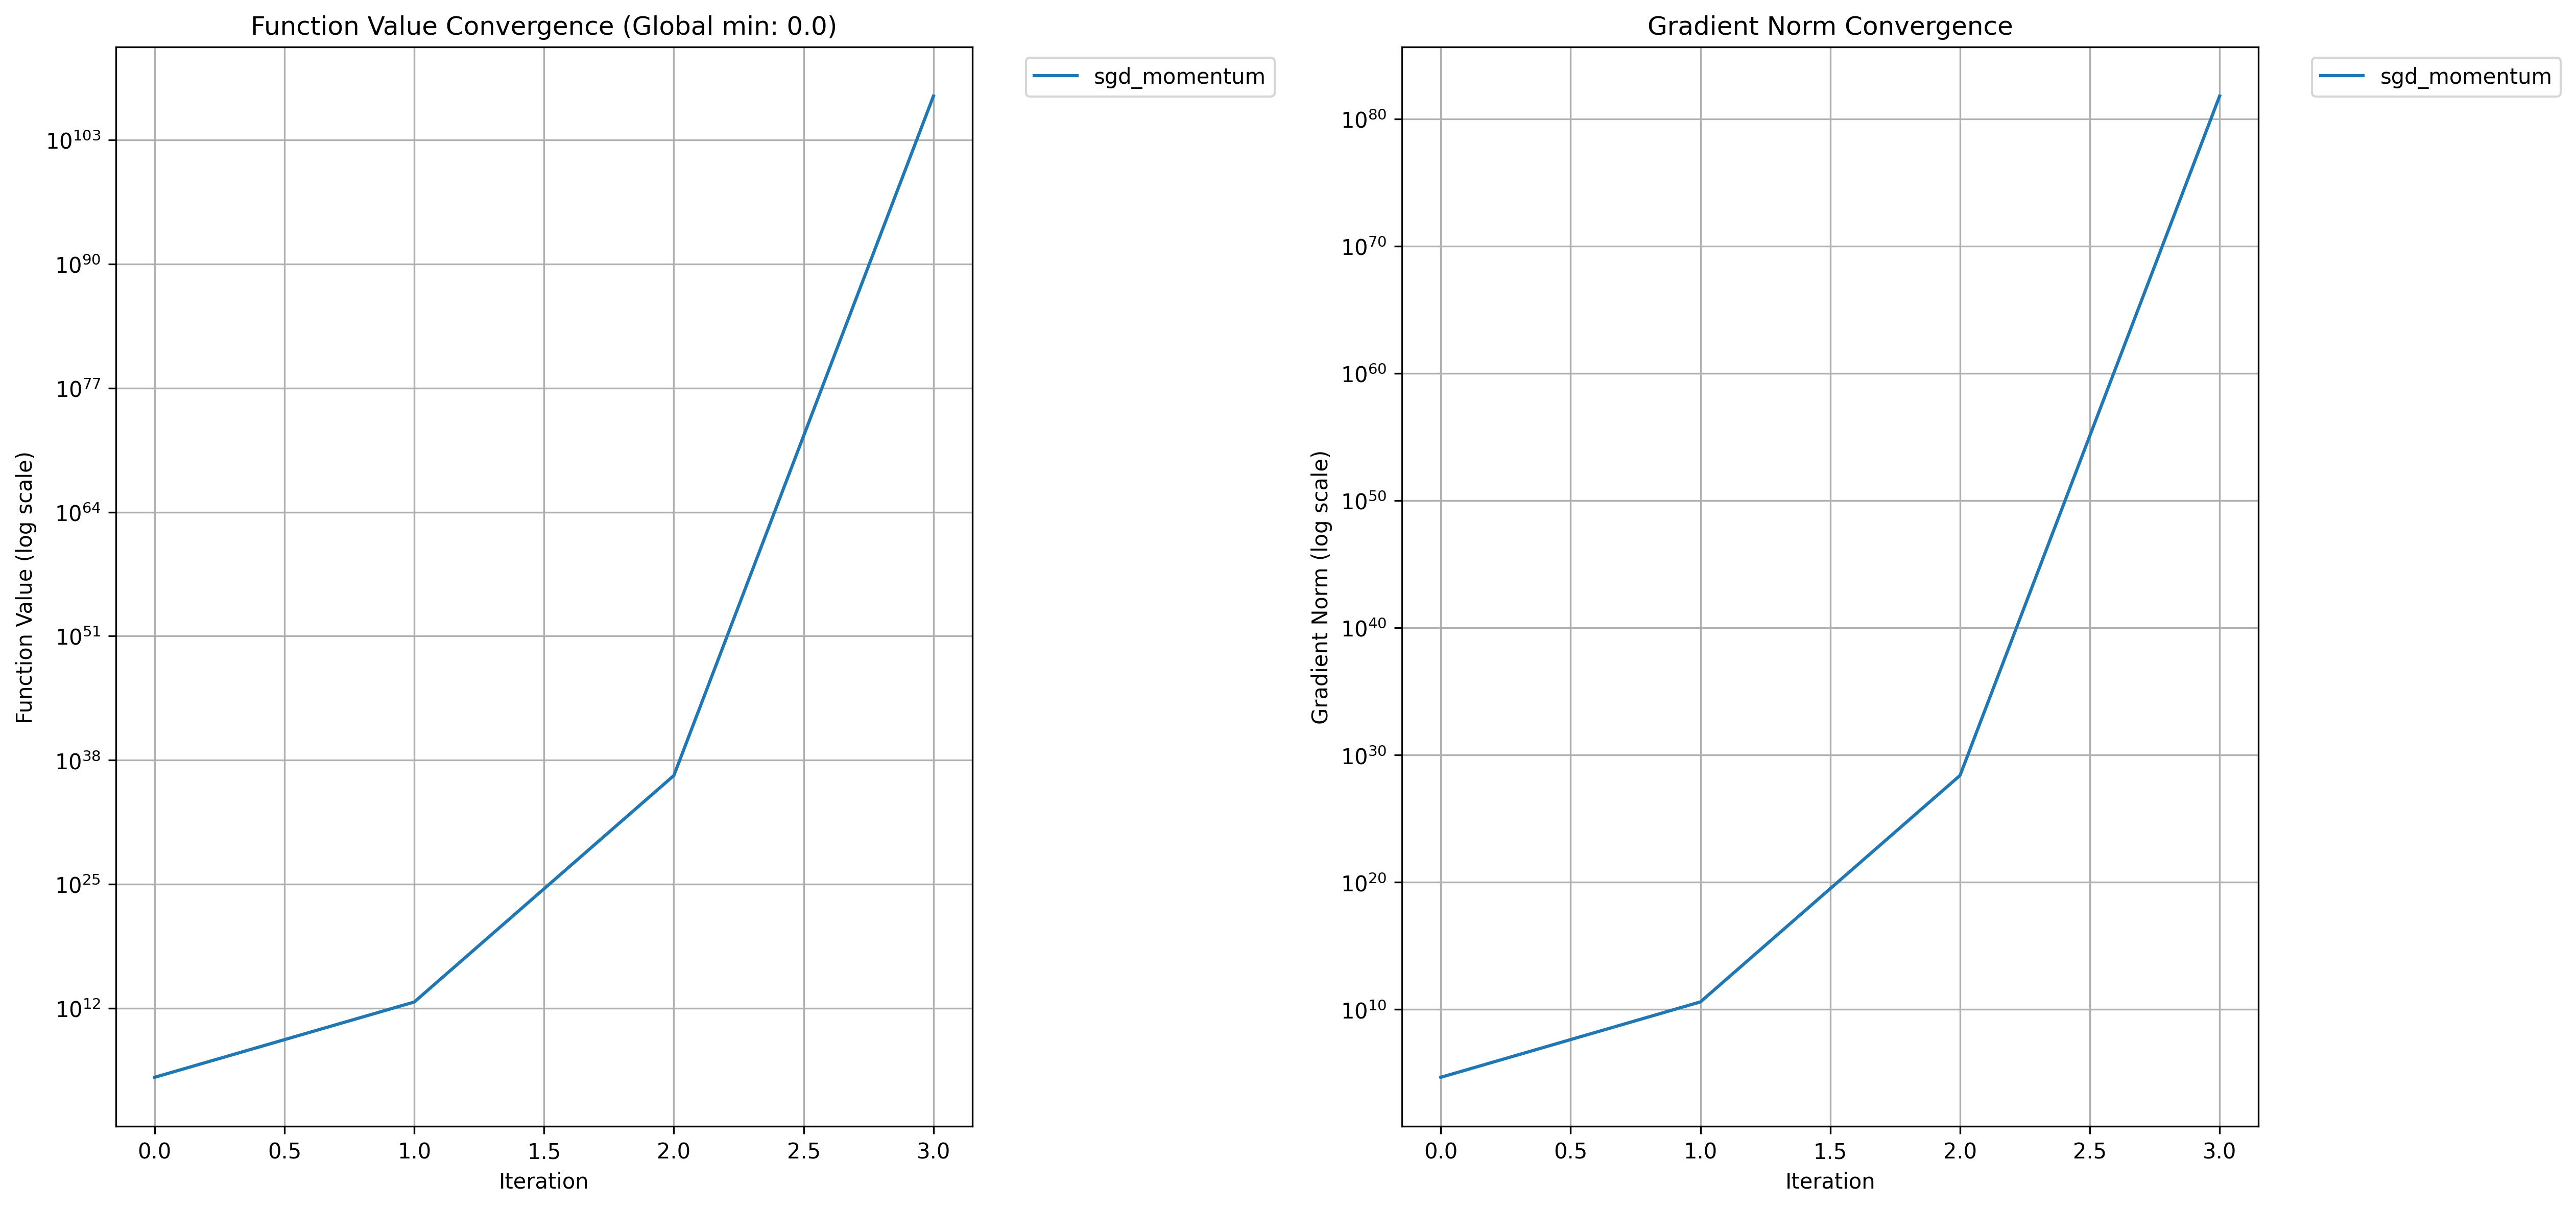 Function Value Convergence (Global min: 0.0)
sgd_momentum
Function Value (log scale)
10^103
10^90
10^77
10^64
10^51
10^38
10^25
10^12
0.0 0.5 1.0 1.5 2.0 2.5 3.0
Iteration
Gradient Norm Convergence
sgd_momentum
Gradient Norm (log scale)
10^80
10^70
10^60
10^50
10^40
10^30
10^20
10^10
0.0 0.5 1.0 1.5 2.0 2.5 3.0
Iteration